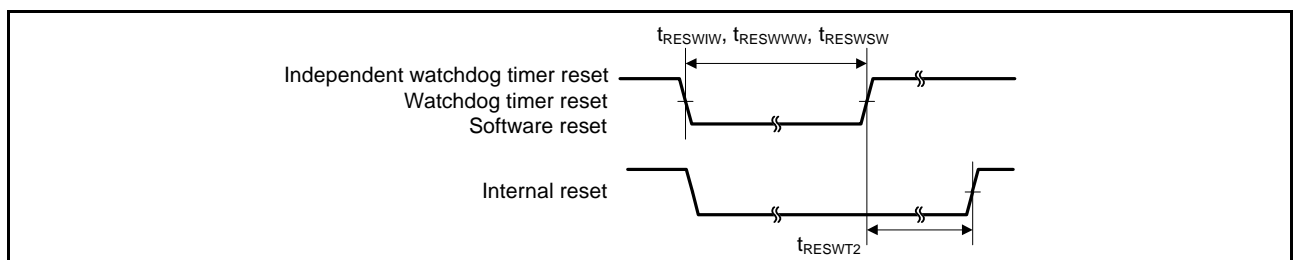 tRESWIW, tRESWWW, tRESWSW
Independent watchdog timer reset
Watchdog timer reset
Software reset
Internal reset
tRESWT2